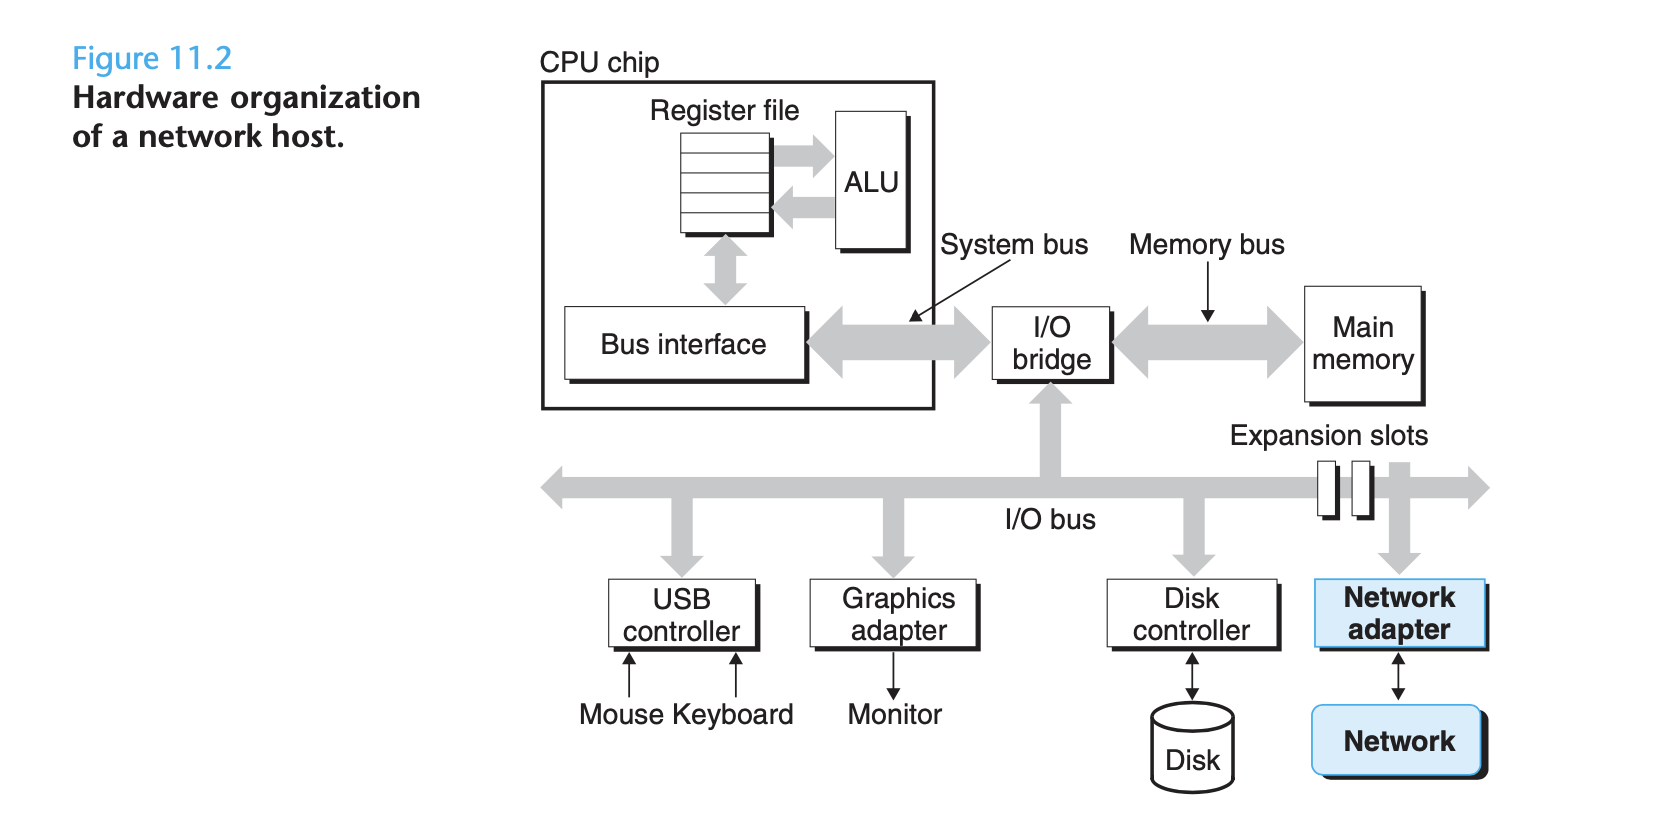 Figure 11.2
Hardware organization
of a network host.
CPU chip
Register file
ALU
System bus
Memory bus
Bus interface
I/O
bridge
Main
memory
Expansion slots
I/O bus
USB
controller
Graphics
adapter
Disk
controller
Network
adapter
Mouse Keyboard
Monitor
Disk
Network